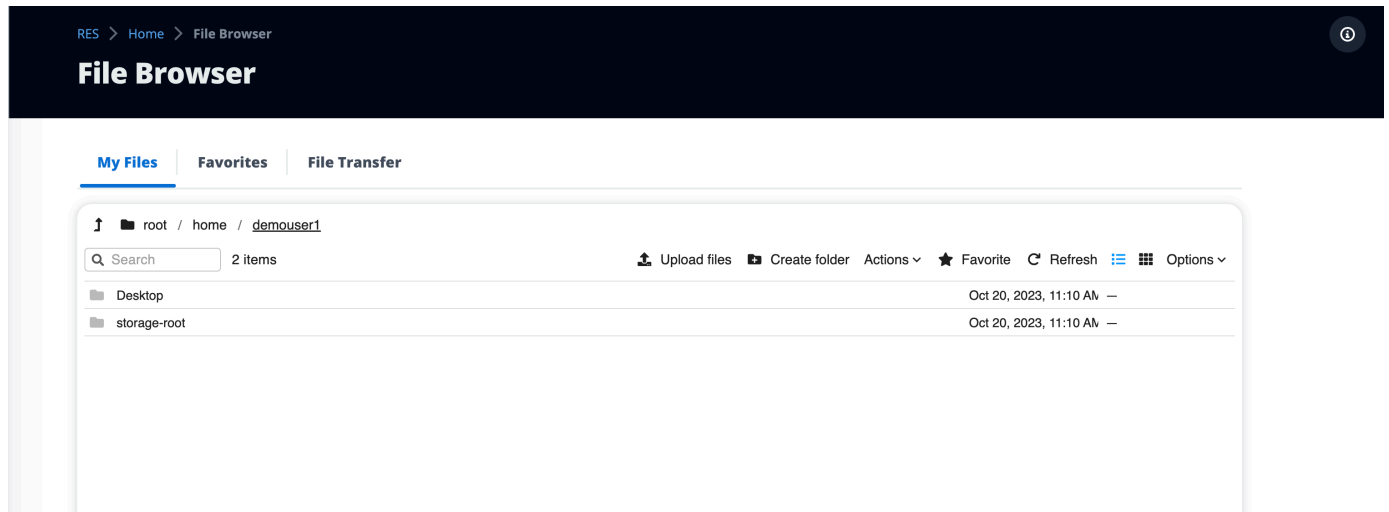 RES > Home > File Browser
File Browser
My Files Favorites File Transfer
root / home / demouser1
Search 2 items Upload files Create folder Actions Favorite Refresh Options
Desktop Oct 20, 2023, 11:10 AM —
storage-root Oct 20, 2023, 11:10 AM —